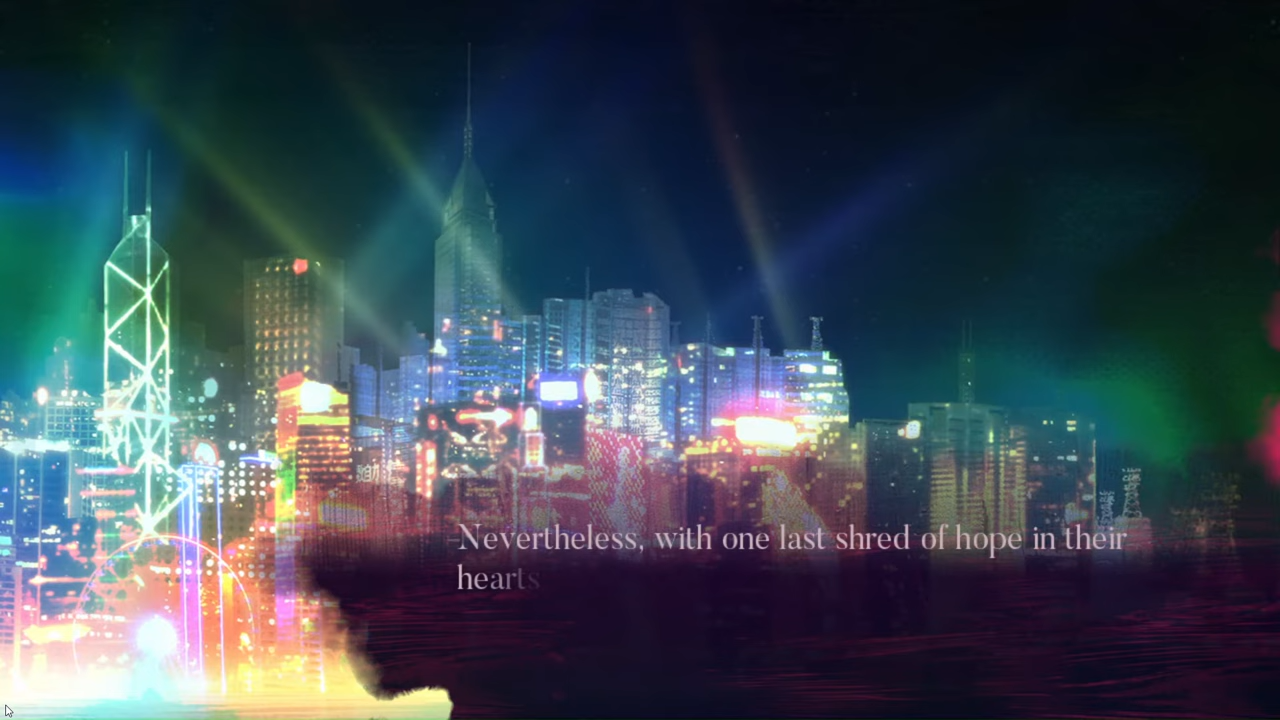 Nevertheless, with one last shred of hope in their
hearts